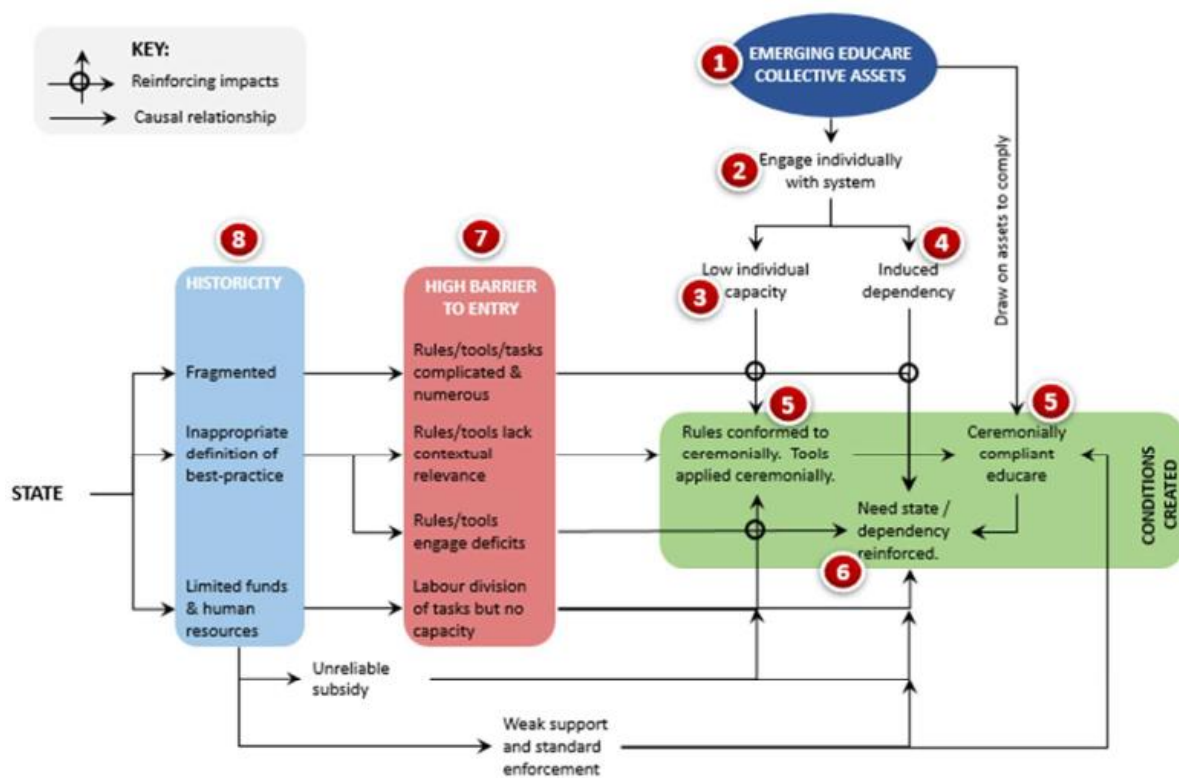 KEY:
Reinforcing impacts
Causal relationship
1
EMERGING EDUCARE
COLLECTIVE ASSETS
2
Engage individually
with system
Draw on assets to comply
8
7
4
3
Low individual
capacity
Induced
dependency
HISTORICITY
HIGH BARRIER
TO ENTRY
Fragmented
Rules/tools/tasks
complicated &
numerous
5
5
Inappropriate
definition of
best-practice
Rules/tools lack
contextual
relevance
Rules conformed to
ceremonially. Tools
applied ceremonially.
Ceremonially
compliant
educare
STATE
Rules/tools
engage deficits
Need state /
dependency
reinforced.
6
CONDITIONS
CREATED
Limited funds
& human
resources
Labour division
of tasks but no
capacity
Unreliable
subsidy
Weak support
and standard
enforcement